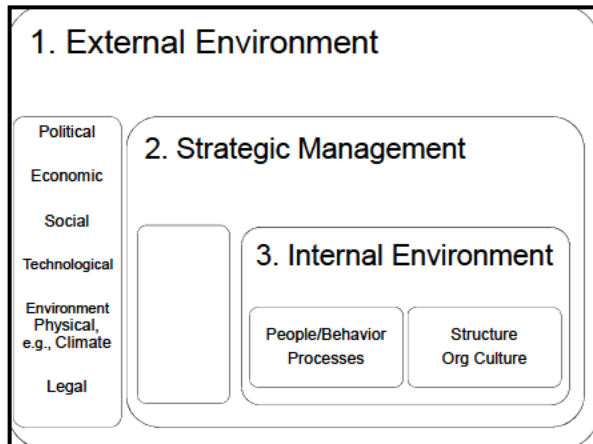 1. External Environment
Political
Economic
Social
Technological
Environment
Physical,
e.g., Climate
Legal
2. Strategic Management
3. Internal Environment
People/Behavior
Processes
Structure
Org Culture